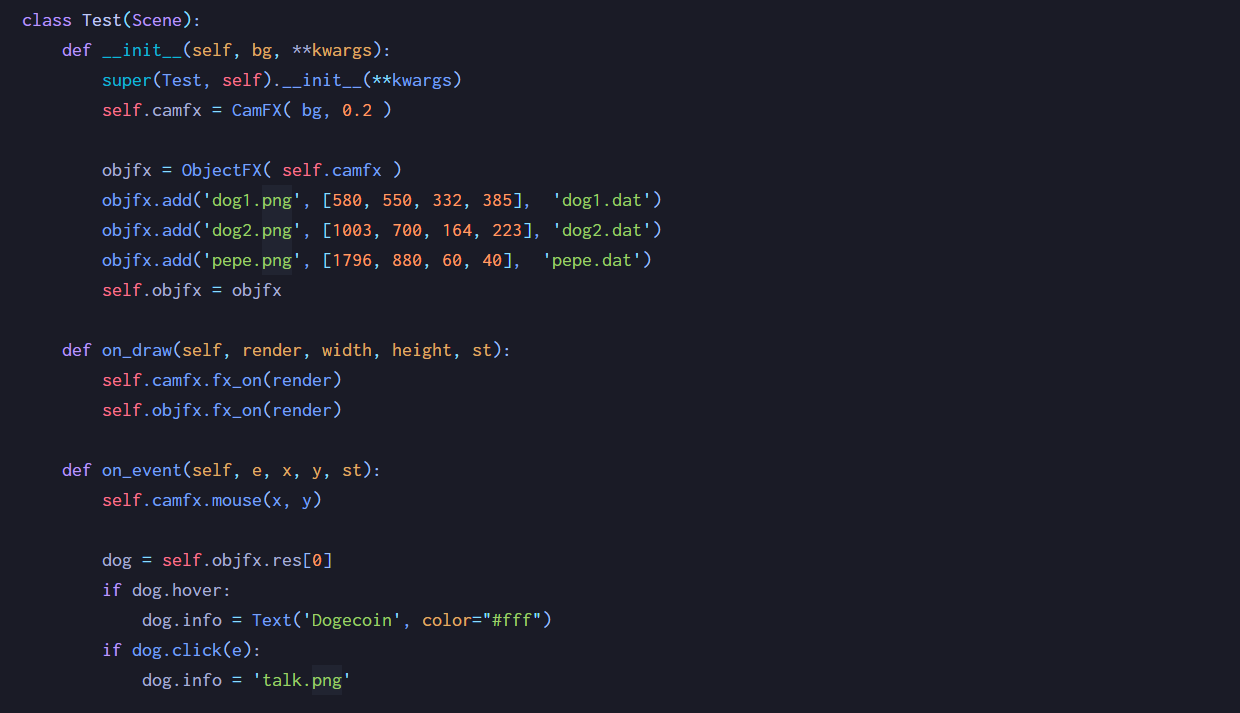 class Test(Scene):
    def __init__(self, bg, **kwargs):
        super(Test, self).__init__(**kwargs)
        self.camfx = CamFX( bg, 0.2 )

        objfx = ObjectFX( self.camfx )
        objfx.add('dog1.png', [580, 550, 332, 385],  'dog1.dat')
        objfx.add('dog2.png', [1003, 700, 164, 223], 'dog2.dat')
        objfx.add('pepe.png', [1796, 880, 60, 40],  'pepe.dat')
        self.objfx = objfx

    def on_draw(self, render, width, height, st):
        self.camfx.fx_on(render)
        self.objfx.fx_on(render)

    def on_event(self, e, x, y, st):
        self.camfx.mouse(x, y)

        dog = self.objfx.res[0]
        if dog.hover:
            dog.info = Text('Dogecoin', color="#fff")
        if dog.click(e):
            dog.info = 'talk.png'